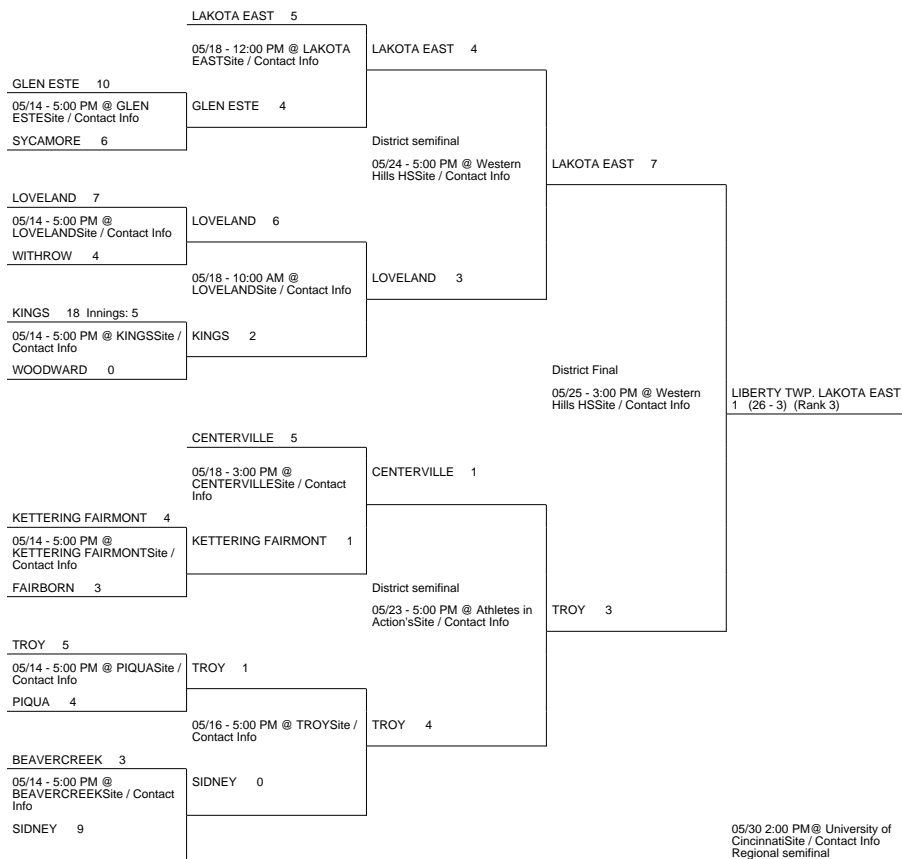 LAKOTA EAST 5
05/18 - 12:00 PM @ LAKOTA
EASTSite / Contact Info
LAKOTA EAST 4
GLEN ESTE 10
05/14 - 5:00 PM @ GLEN
ESTESite / Contact Info
GLEN ESTE 4
SYCAMORE 6
District semifinal
05/24 - 5:00 PM @ Western
Hills HSSite / Contact Info
LAKOTA EAST 7
LOVELAND 7
05/14 - 5:00 PM @
LOVELANDSite / Contact Info
LOVELAND 6
WITHROW 4
05/18 - 10:00 AM @
LOVELANDSite / Contact Info
LOVELAND 3
KINGS 18 Innings: 5
05/14 - 5:00 PM @ KINGSSite /
Contact Info
KINGS 2
WOODWARD 0
District Final
05/25 - 3:00 PM @ Western
Hills HSSite / Contact Info
LIBERTY TWP. LAKOTA EAST
1 (26 - 3) (Rank 3)
CENTERVILLE 5
05/18 - 3:00 PM @
CENTERVILLESite / Contact
Info
CENTERVILLE 1
KETTERING FAIRMONT 4
05/14 - 5:00 PM @
KETTERING FAIRMONTSite /
Contact Info
KETTERING FAIRMONT 1
FAIRBORN 3
District semifinal
05/23 - 5:00 PM @ Athletes in
Action'sSite / Contact Info
TROY 3
TROY 5
05/14 - 5:00 PM @ PIQUASite /
Contact Info
TROY 1
PIQUA 4
05/16 - 5:00 PM @ TROYSite /
Contact Info
TROY 4
BEAVERCREEK 3
05/14 - 5:00 PM @
BEAVERCREEKSite / Contact
Info
SIDNEY 0
SIDNEY 9
05/30 2:00 PM@ University of
CincinnatiSite / Contact Info
Regional semifinal